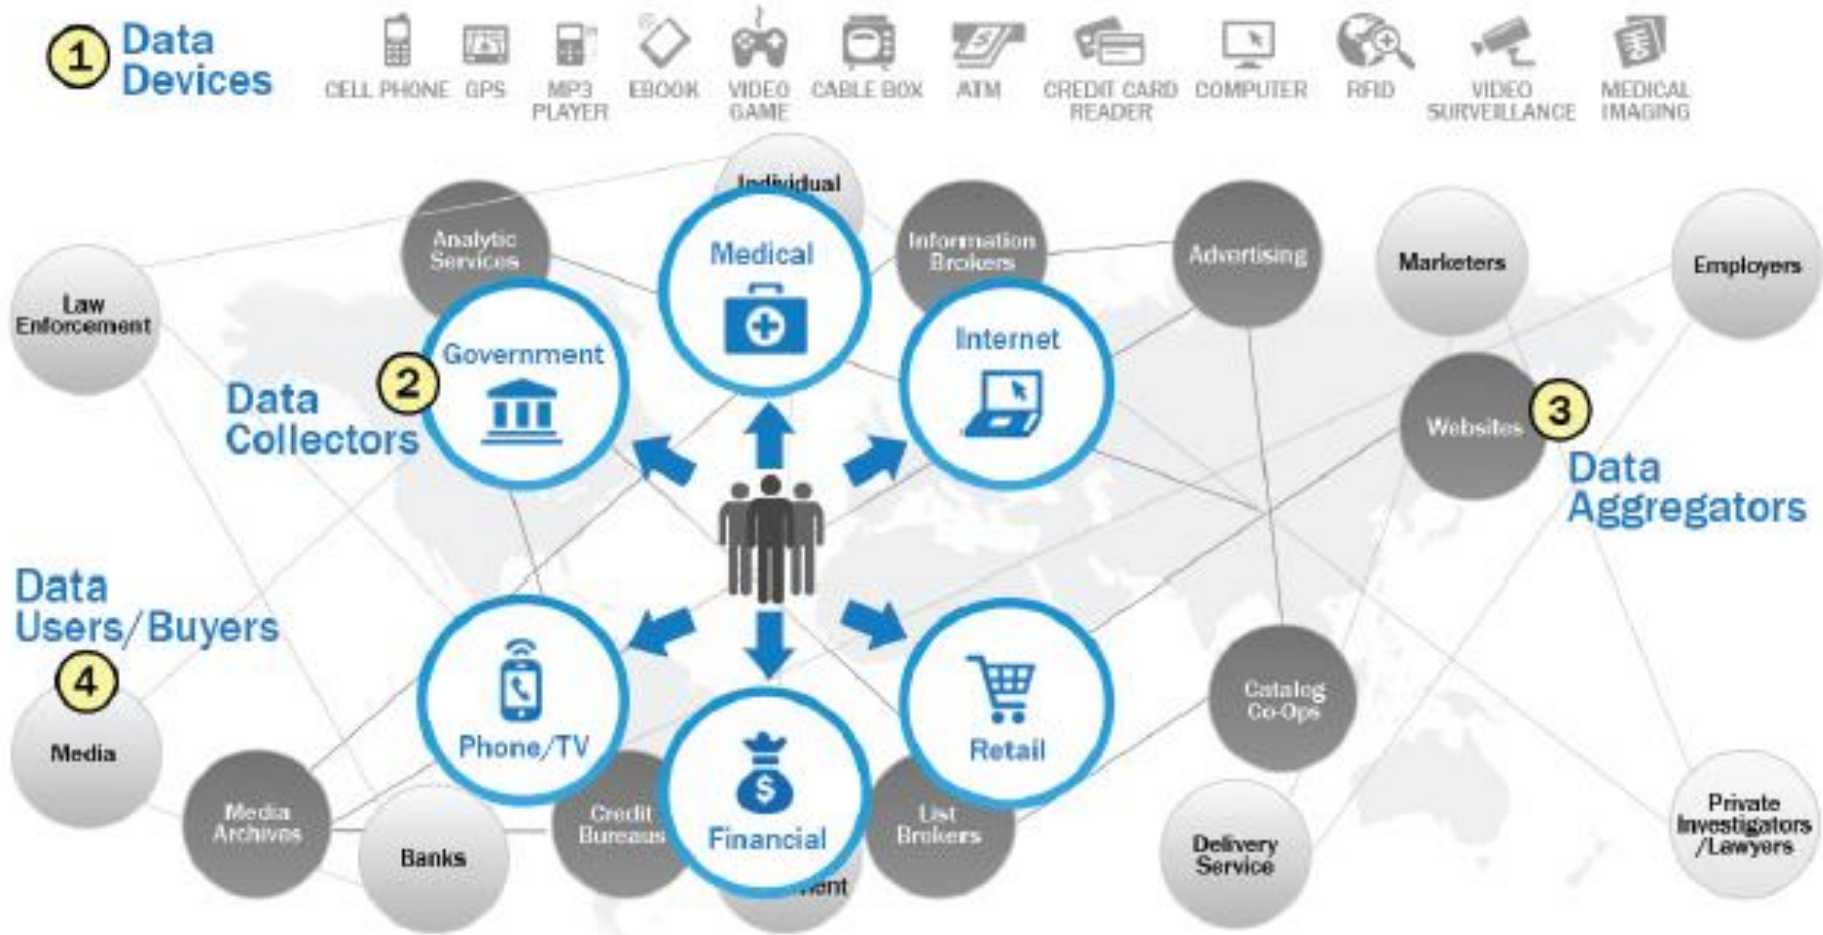 1 Data
Devices
CELL PHONE
GPS
MP3
PLAYER
EBOOK
VIDEO
GAME
CABLE BOX
ATM
CREDIT CARD
READER
COMPUTER
RFID
VIDEO
SURVEILLANCE
MEDICAL
IMAGING
Individual
Analytic
Services
Medical
Information
Brokers
Advertising
Marketers
Employers
Law
Enforcement
Government
2
Data
Collectors
Internet
Websites
3
Data
Aggregators
Data
Users/Buyers
4
Media
Phone/TV
$
Financial
Retail
Catalog
Co-Ops
Media
Archives
Banks
Credit
Bureaus
List
Brokers
Delivery
Service
Private
Investigators
/Lawyers